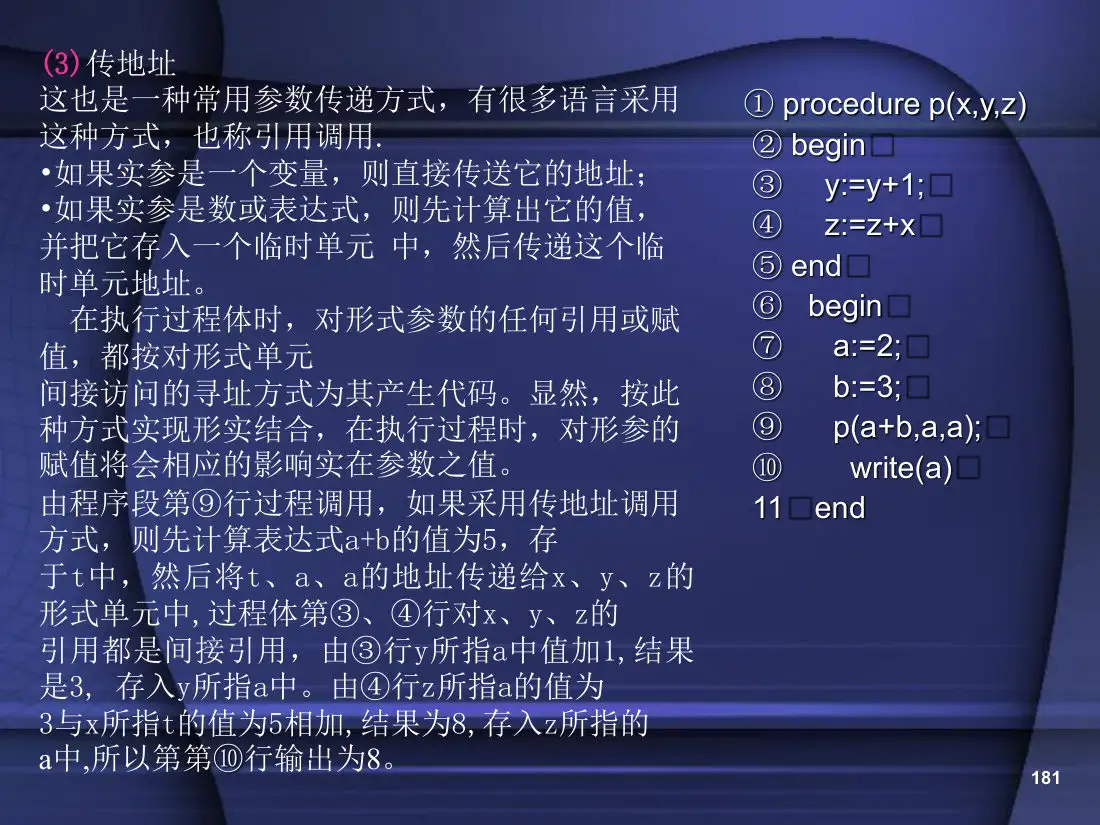 (3)传地址
这也是一种常用参数传递方式，有很多语言采用
这种方式，也称引用调用.
•如果实参是一个变量，则直接传送它的地址；
•如果实参是数或表达式，则先计算出它的值，
并把它存入一个临时单元 中，然后传递这个临
时单元地址。
在执行过程体时，对形式参数的任何引用或赋
值，都按对形式单元
间接访问的寻址方式为其产生代码。显然，按此
种方式实现形实结合，在执行过程时，对形参的
赋值将会相应的影响实在参数之值。
由程序段第⑨行过程调用，如果采用传地址调用
方式，则先计算表达式a+b的值为5，存
于t中，然后将t、a、a的地址传递给x、y、z的
形式单元中,过程体第③、④行对x、y、z的
引用都是间接引用，由③行y所指a中值加1,结果
是3, 存入y所指a中。由④行z所指a的值为
3与x所指t的值为5相加,结果为8,存入z所指的
a中,所以第第⑩行输出为8。
① procedure p(x,y,z)
② begin
③ y:=y+1;
④ z:=z+x
⑤ end
⑥ begin
⑦ a:=2;
⑧ b:=3;
⑨ p(a+b,a,a);
⑩ write(a)
11 end
181